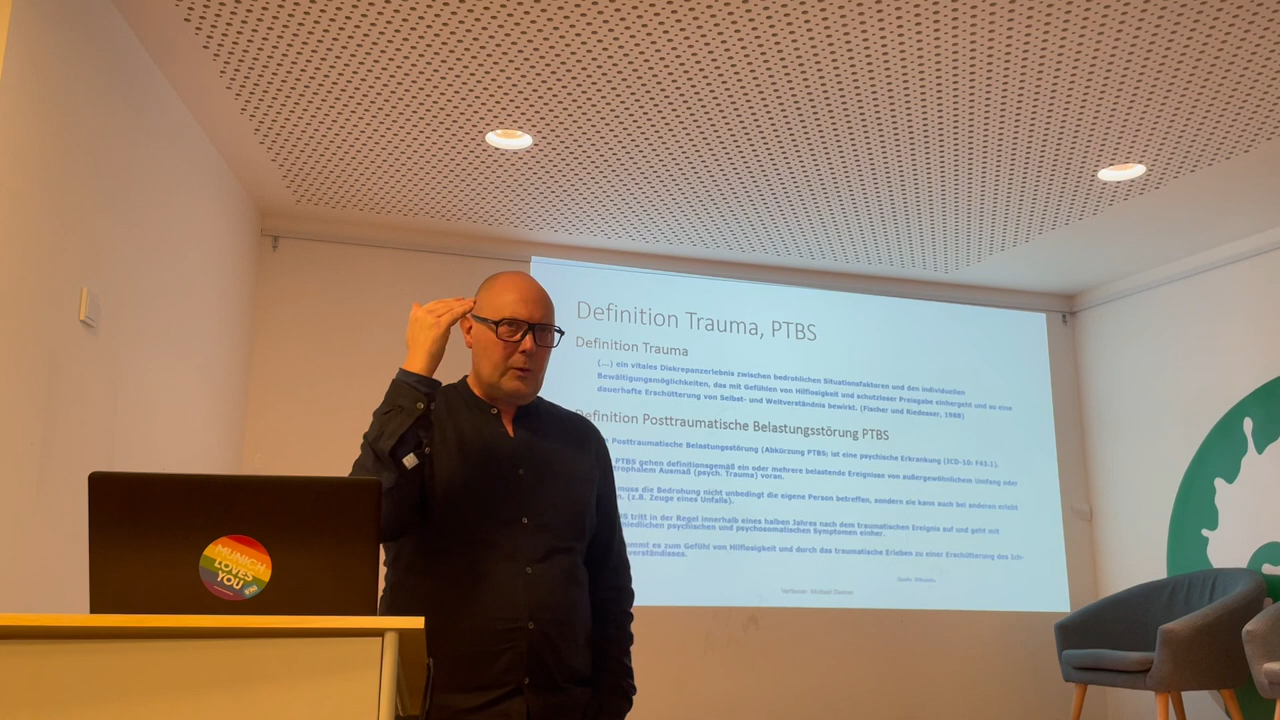 Definition Trauma, PTBS
Definition Trauma
(...) ein vitales Diskrepanzerlebnis zwischen bedrohlichen Situationsfaktoren und den individuellen
Bewältigungsmöglichkeiten, das mit Gefühlen von Hilflosigkeit und schutzloser Preisgabe einhergeht und so eine
dauerhafte Erschütterung von Selbst- und Weltverständnis bewirkt. (Fischer und Riedesser, 1988)
Definition Posttraumatische Belastungsstörung PTBS
Posttraumatische Belastungsstörung (Abkürzung PTBS; ist eine psychische Erkrankung (ICD-10: F43.1).
PTBS gehen definitionsgemäß ein oder mehrere belastende Ereignisse von außergewöhnlichem Umfang oder
trophalem Ausmaß (psych. Trauma) voran.
muss die Bedrohung nicht unbedingt die eigene Person betreffen, sondern sie kann auch bei anderen erlebt
n. (z.B. Zeuge eines Unfalls).
S tritt in der Regel innerhalb eines halben Jahres nach dem traumatischen Ereignis auf und geht mit
hiedlichen psychischen und psychosomatischen Symptomen einher.
ommt es zum Gefühl von Hilflosigkeit und durch das traumatische Erleben zu einer Erschütterung des Ich-
verständisses.
MUNICH
LOVES
YOU